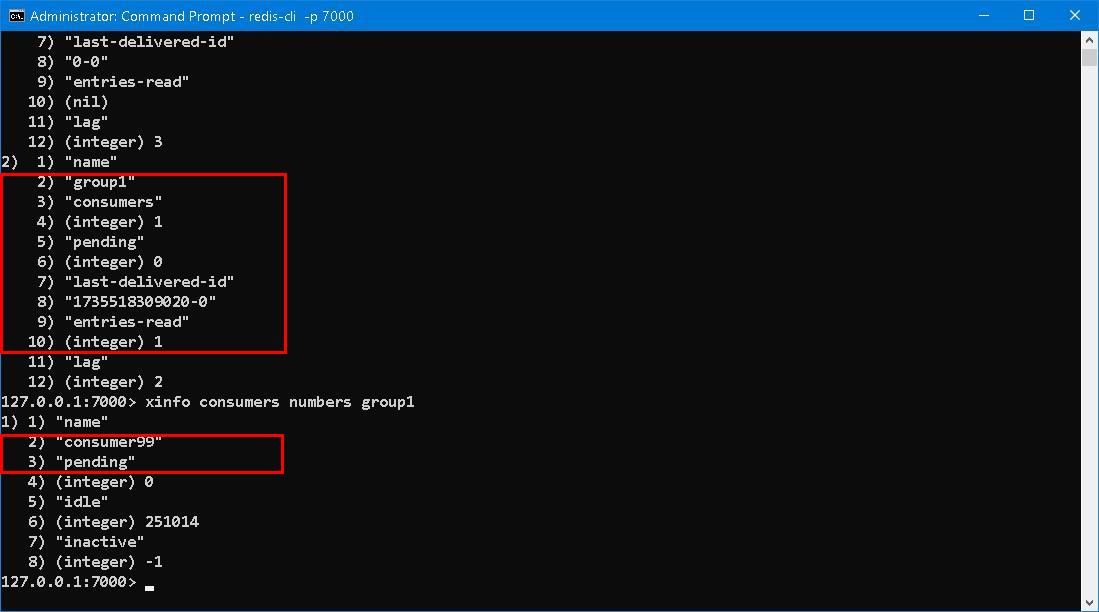 Administrator: Command Prompt - redis-cli -p 7000
7) "last-delivered-id"
8) "0-0"
9) "entries-read"
10) (nil)
11) "lag"
12) (integer) 3
2) 1) "name"
2) "group1"
3) "consumers"
4) (integer) 1
5) "pending"
6) (integer) 0
7) "last-delivered-id"
8) "1735518309020-0"
9) "entries-read"
10) (integer) 1
11) "lag"
12) (integer) 2
127.0.0.1:7000> xinfo consumers numbers group1
1) 1) "name"
2) "consumer99"
3) "pending"
4) (integer) 0
5) "idle"
6) (integer) 251014
7) "inactive"
8) (integer) -1
127.0.0.1:7000>